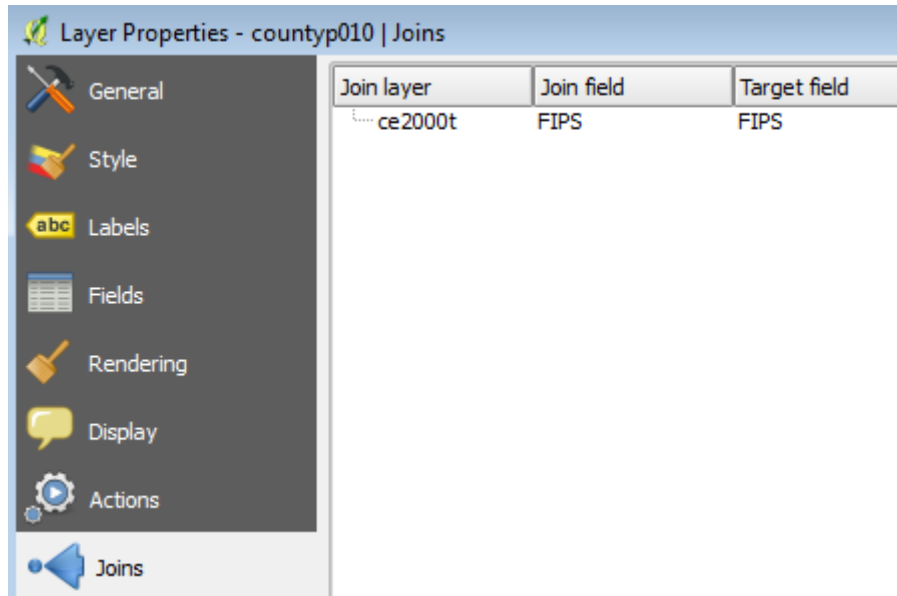 Layer Properties - countyp010 | Joins
General
Style
abc Labels
Fields
Rendering
Display
Actions
Joins
Join layer Join field Target field
ce2000t FIPS FIPS